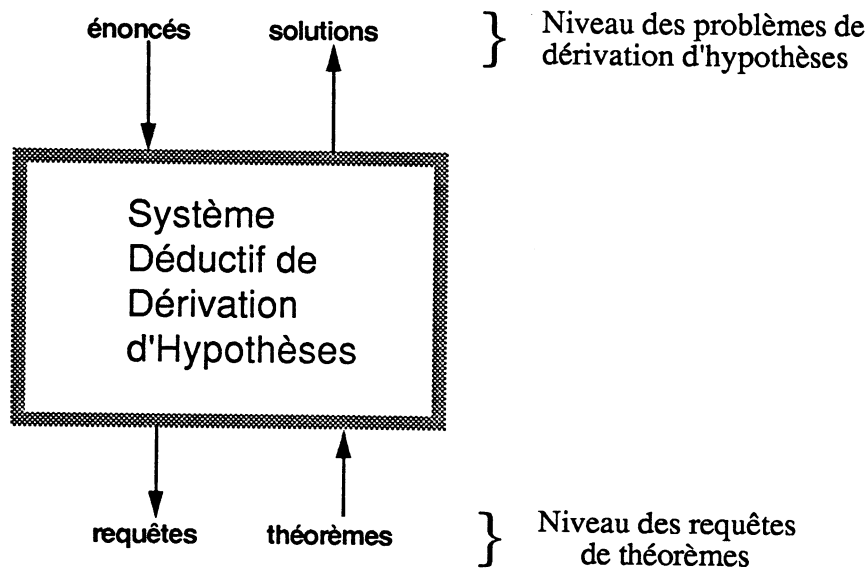 énoncés solutions } Niveau des problèmes de
dérivation d'hypothèses
Système
Déductif de
Dérivation
d'Hypothèses
requêtes théorèmes } Niveau des requêtes
de théorèmes